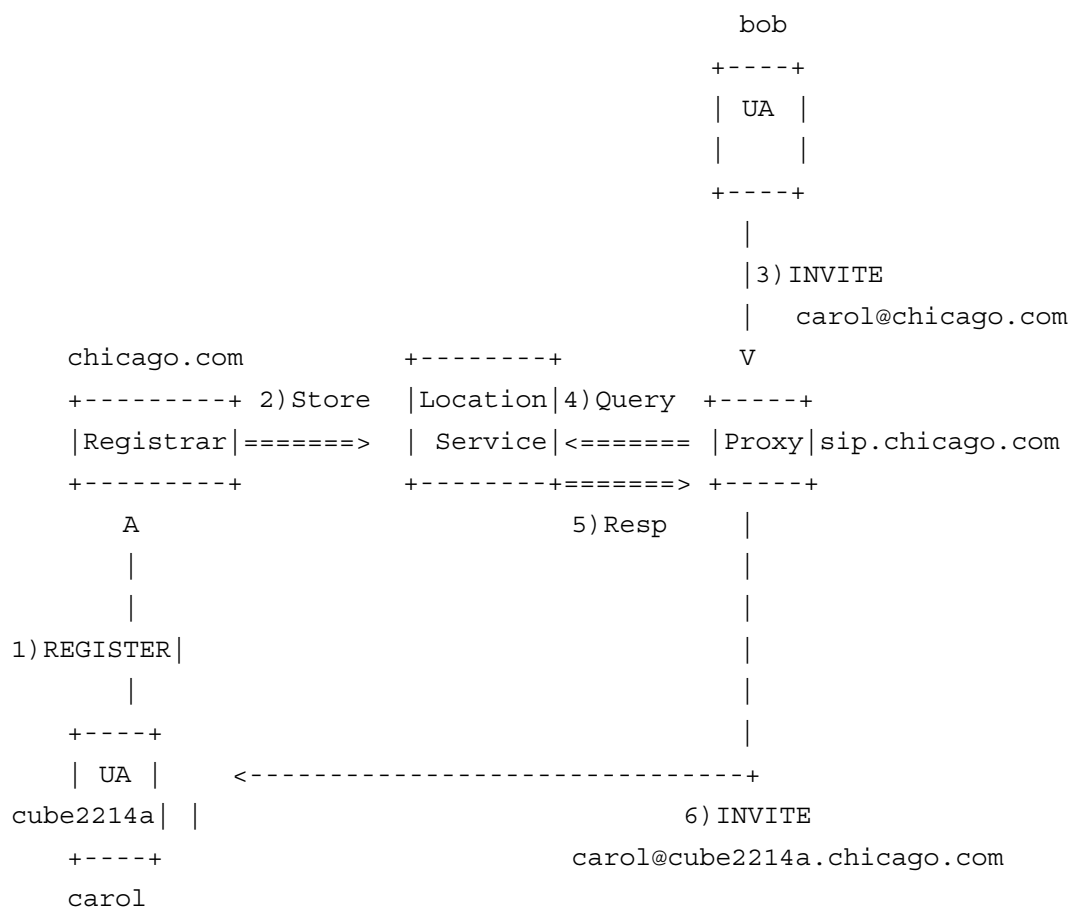 bob
+----+
| UA |
|    |
+----+
|
|3)INVITE
|   carol@chicago.com
chicago.com          +--------+            V
+---------+ 2)Store  |Location|4)Query  +-----+
|Registrar|=======>  | Service|<======= |Proxy|sip.chicago.com
+---------+          +--------+=======> +-----+
A                      5)Resp      |
|                                  |
|                                  |
1)REGISTER|                                  |
|                                  |
+----+                                |
| UA |    <--------------------------------+
cube2214a| |                          6)INVITE
+----+                    carol@cube2214a.chicago.com
carol